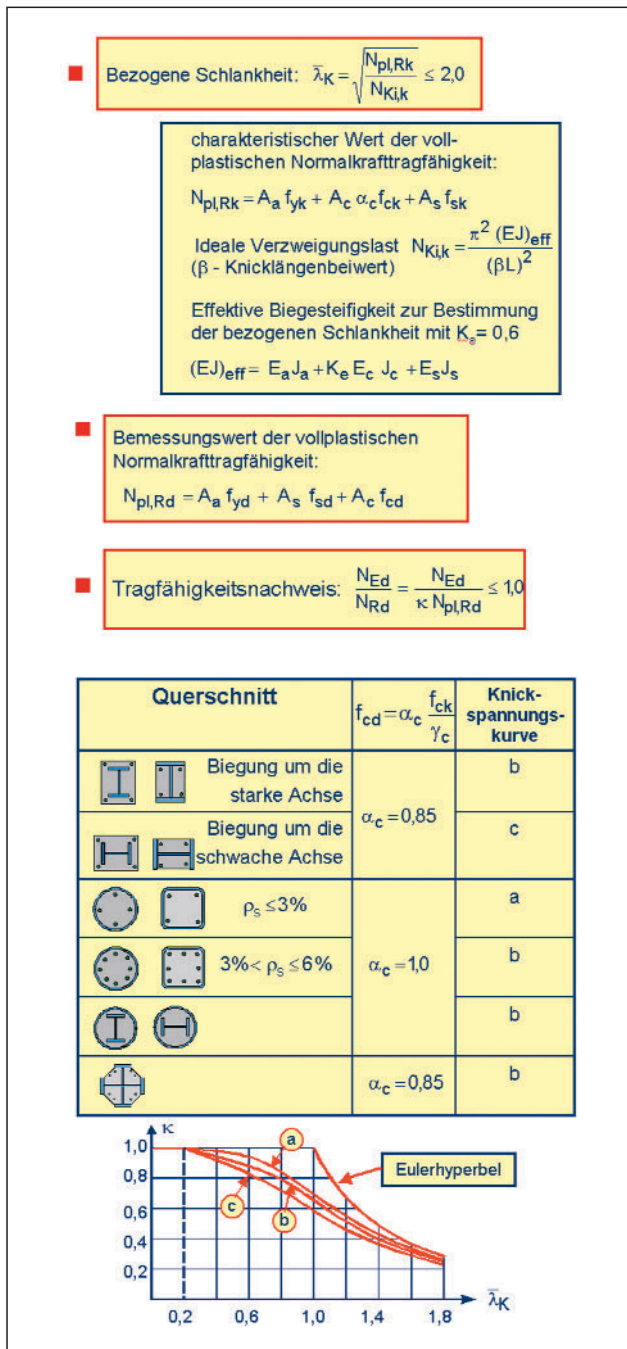 Bezogene Schlankheit: λ̄K = √(Npl,Rk / NKi,k) ≤ 2,0
charakteristischer Wert der voll-
plastischen Normalkrafttragfähigkeit:
Npl,Rk = Aa fyk + Ac αc fck + As fsk
Ideale Verzweigungslast NKi,k = π² (EJ)eff / (βL)²
(β - Knicklängenbeiwert)
Effektive Biegesteifigkeit zur Bestimmung
der bezogenen Schlankheit mit Ke = 0,6
(EJ)eff = EaJa + Ke Ec Jc + EsJs
Bemessungswert der vollplastischen
Normalkrafttragfähigkeit:
Npl,Rd = Aa fyd + As fsd + Ac fcd
Tragfähigkeitsnachweis: NEd / NRd = NEd / κ Npl,Rd ≤ 1,0
Querschnitt
fcd = αc fck / γc
Knick-
spannungs-
kurve
Biegung um die
starke Achse
αc = 0,85
b
Biegung um die
schwache Achse
c
ρs ≤ 3%
a
3% < ρs ≤ 6%
αc = 1,0
b
b
αc = 0,85
b
κ
1,0
0,8
0,6
0,4
0,2
a
b
c
Eulerhyperbel
0,2 0,6 1,0 1,4 1,8
λ̄K